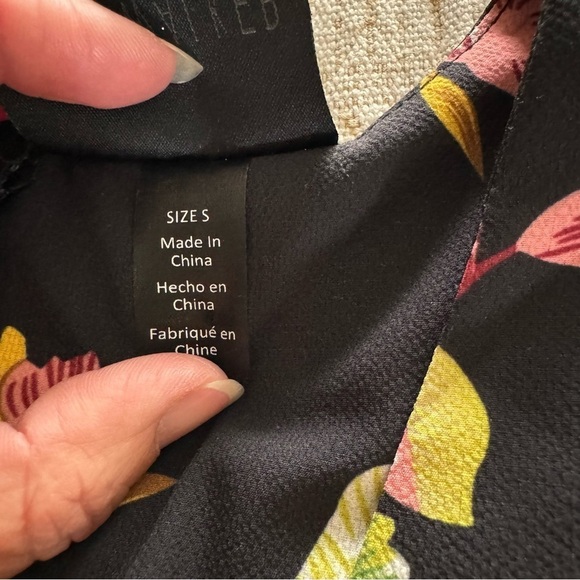 SIZE S
Made In
China
Hecho en
China
Fabriqué en
Chine